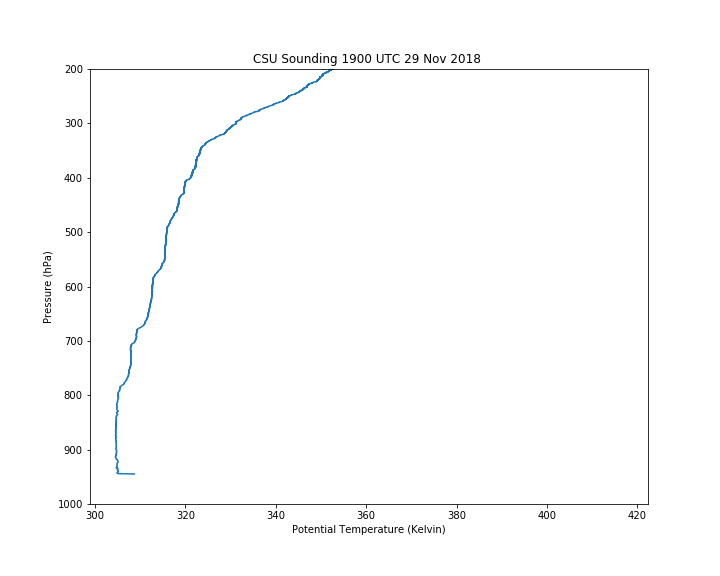 CSU Sounding 1900 UTC 29 Nov 2018
200
300
400
500
600
700
800
900
1000
Pressure (hPa)
300 320 340 360 380 400 420
Potential Temperature (Kelvin)